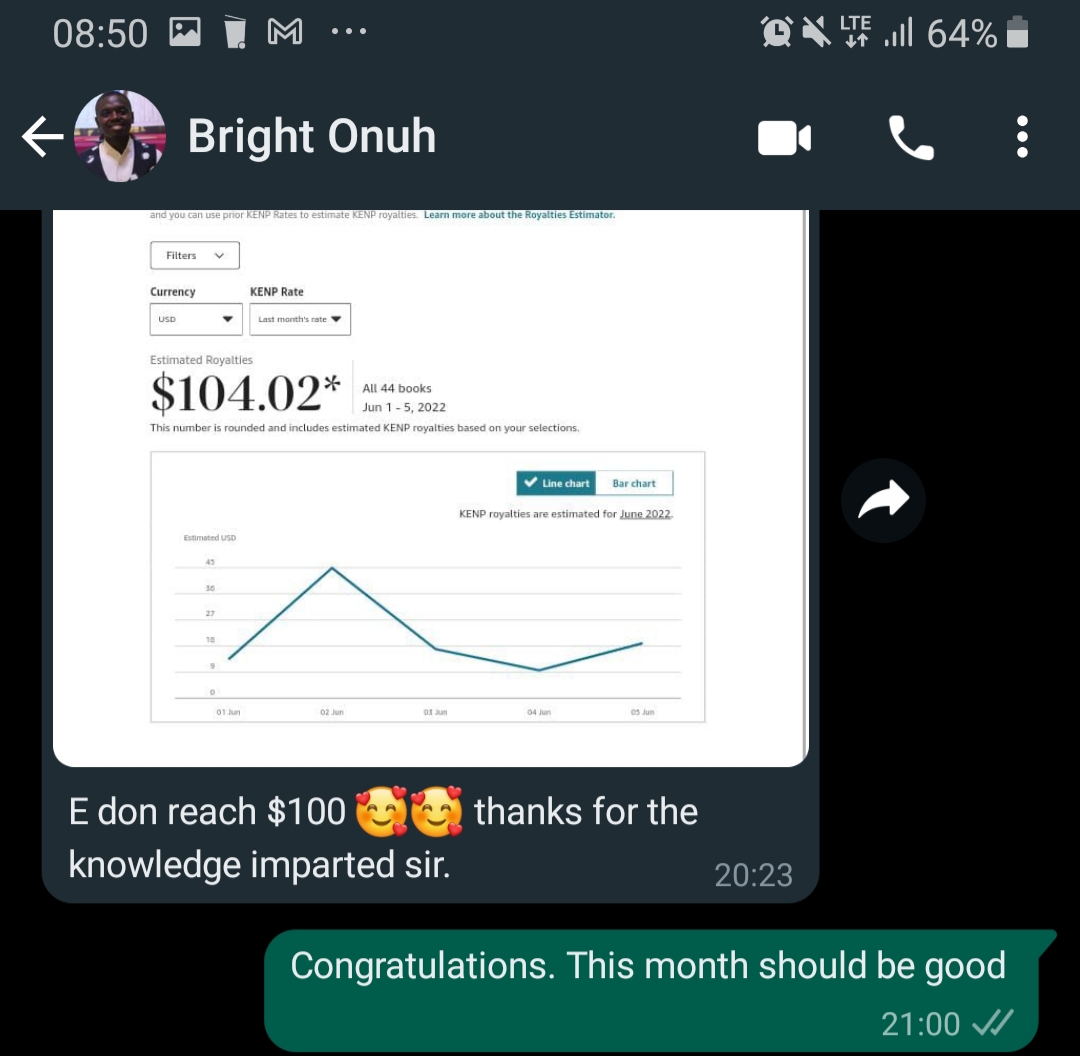 08:50
LTE
64%
Bright Onuh
and you can use prior KENP Rates to estimate KENP royalties. Learn more about the Royalties Estimator.
Filters
Currency KENP Rate
USD Last month's rate
Estimated Royalties
$104.02*
All 44 books
Jun 1 - 5, 2022
This number is rounded and includes estimated KENP royalties based on your selections.
Line chart Bar chart
KENP royalties are estimated for June 2022.
Estimated USD
45
36
27
18
9
0
01 Jun 02 Jun 03 Jun 04 Jun 05 Jun
E don reach $100 🥰🥰 thanks for the
knowledge imparted sir.
20:23
Congratulations. This month should be good
21:00